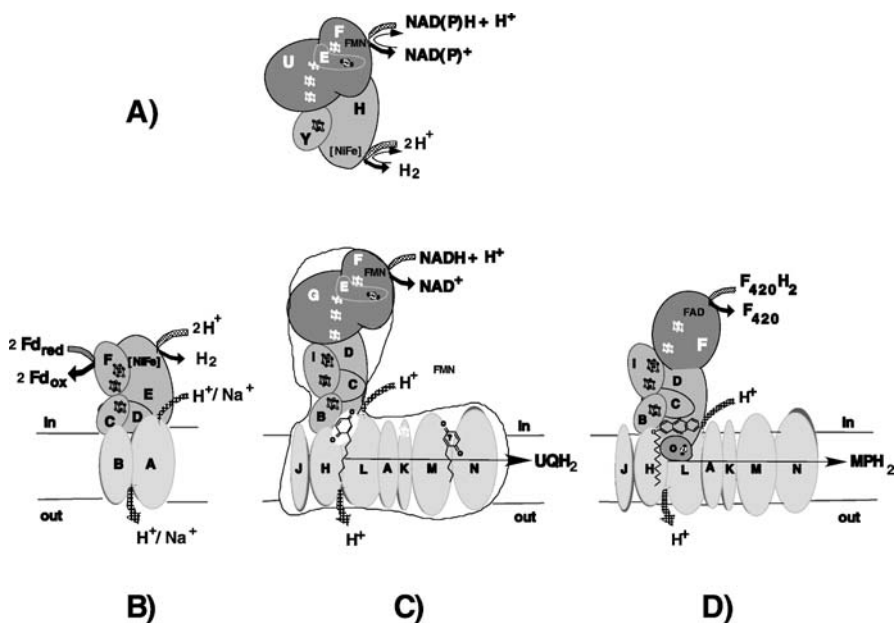 NAD(P)H + H⁺
NAD(P)⁺
F
FMN
E
U
H
Y
[NiFe]
2H⁺
H₂
A)
2 Fd_red
2 Fd_ox
F
[NiFe]
2H⁺
H₂
E
H⁺/Na⁺
C
D
in
B
A
out
H⁺/Na⁺
B)
NADH + H⁺
NAD⁺
F
FMN
E
G
I
D
C
H⁺
FMN
B
in
J
H
L
A
K
M
N
UQH₂
out
H⁺
C)
F₄₂₀H₂
F₄₂₀
FAD
F
I
D
C
H⁺
B
in
O
J
H
L
A
K
M
N
MPH₂
out
H⁺
D)